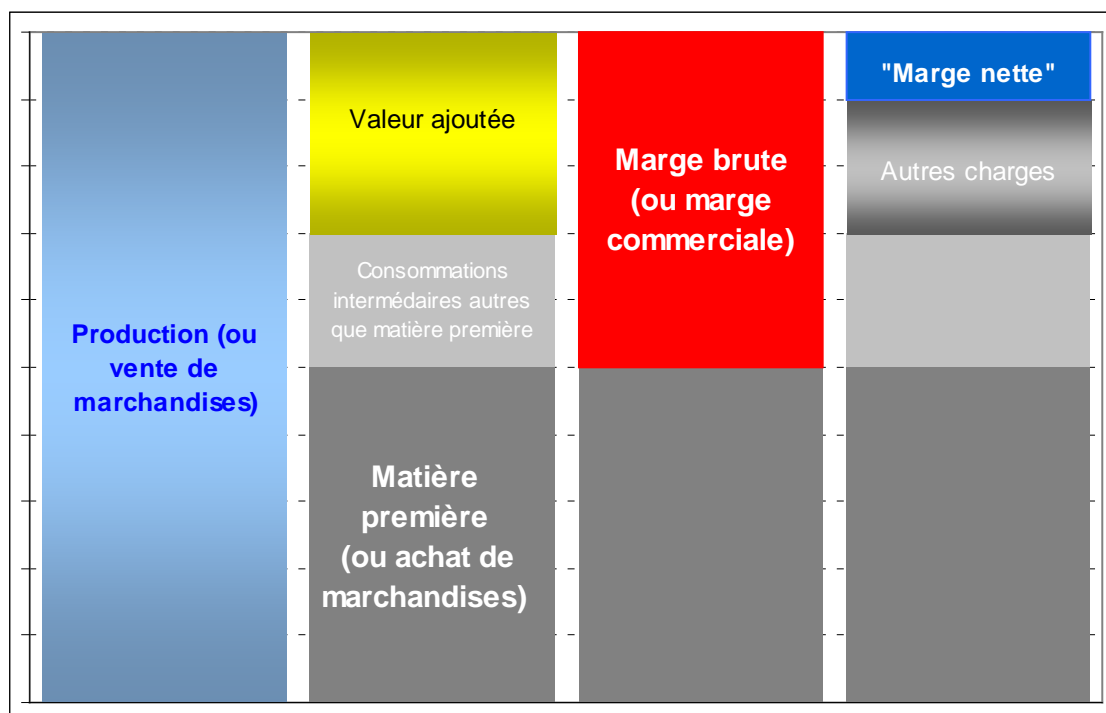 Production (ou
vente de
marchandises)
Valeur ajoutée
Consommations
intermédaires autres
que matière première
Matière
première
(ou achat de
marchandises)
Marge brute
(ou marge
commerciale)
"Marge nette"
Autres charges